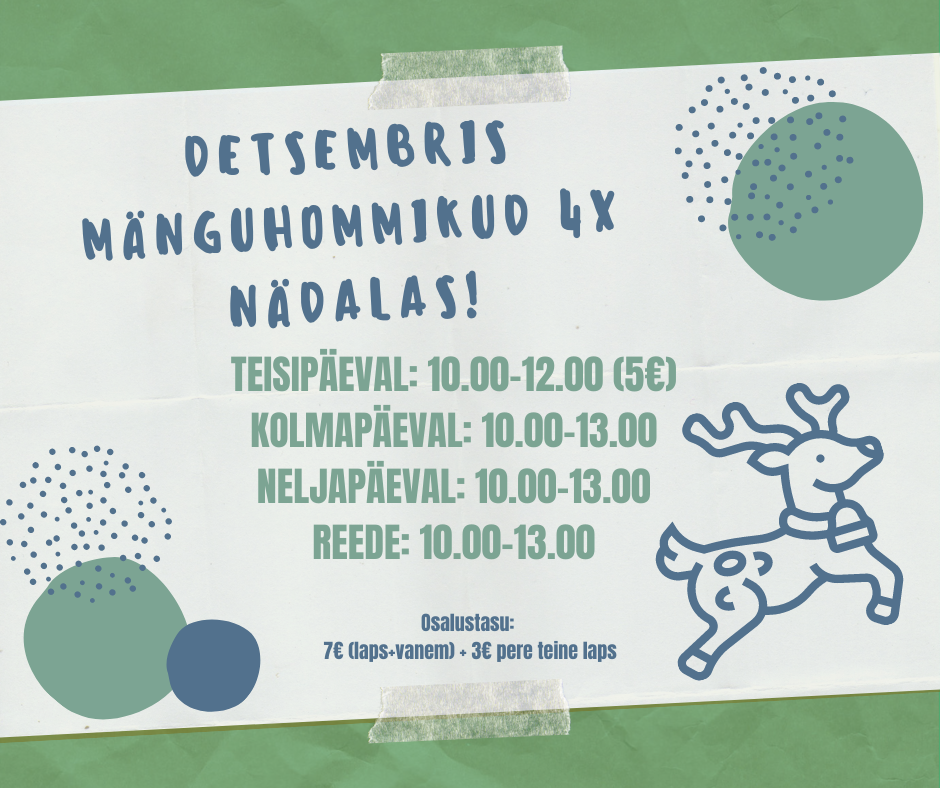 DETSEMBRIS
MÄNGUHOMMIKUD 4X
NÄDALAS!
TEISIPÄEVAL: 10.00-12.00 (5€)
KOLMAPÄEVAL: 10.00-13.00
NELJAPÄEVAL: 10.00-13.00
REEDE: 10.00-13.00
Osalustasu:
7€ (laps+vanem) + 3€ pere teine laps